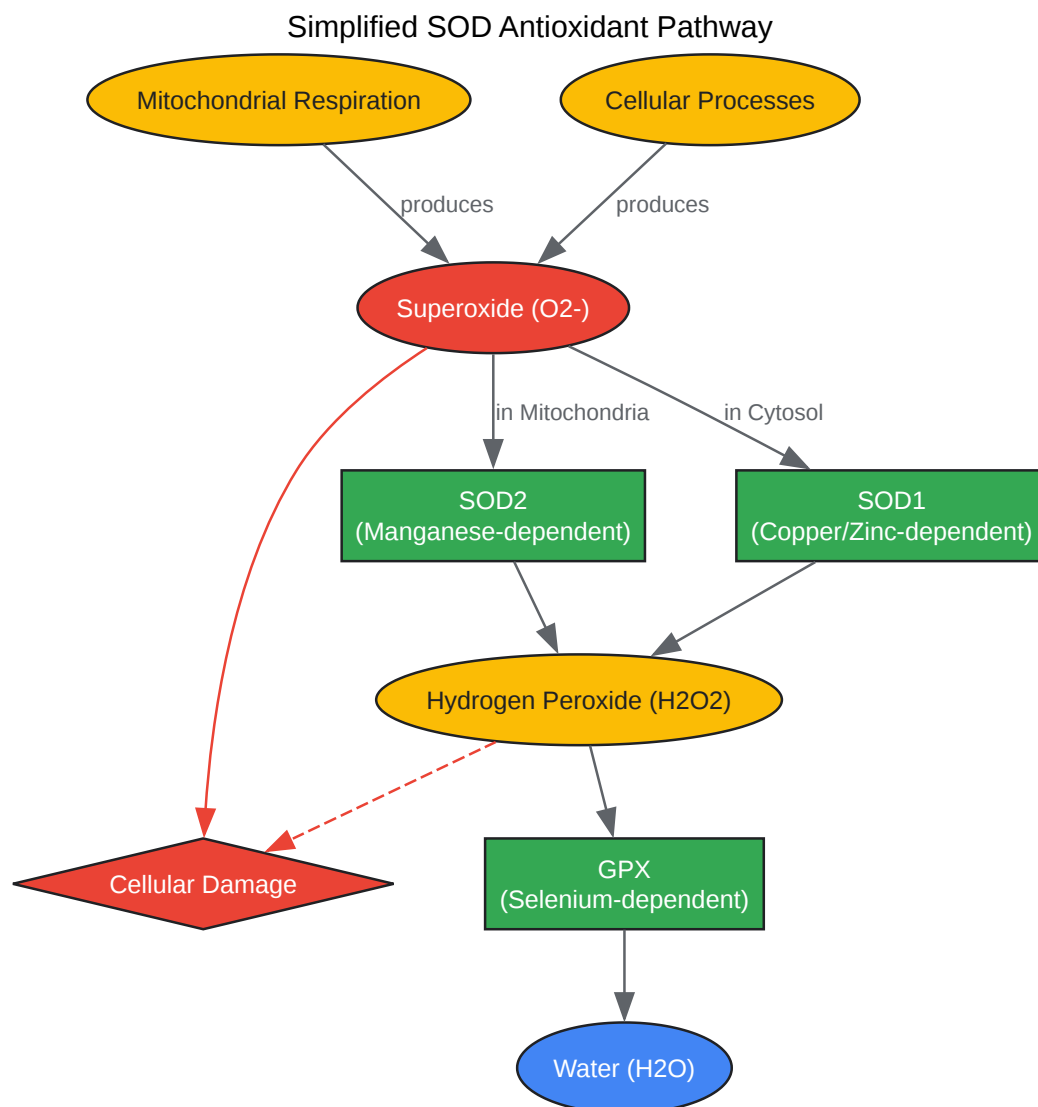 Simplified SOD Antioxidant Pathway
Mitochondrial Respiration
Cellular Processes
produces
produces
Superoxide (O2-)
in Mitochondria
in Cytosol
SOD2
(Manganese-dependent)
SOD1
(Copper/Zinc-dependent)
Hydrogen Peroxide (H2O2)
Cellular Damage
GPX
(Selenium-dependent)
Water (H2O)